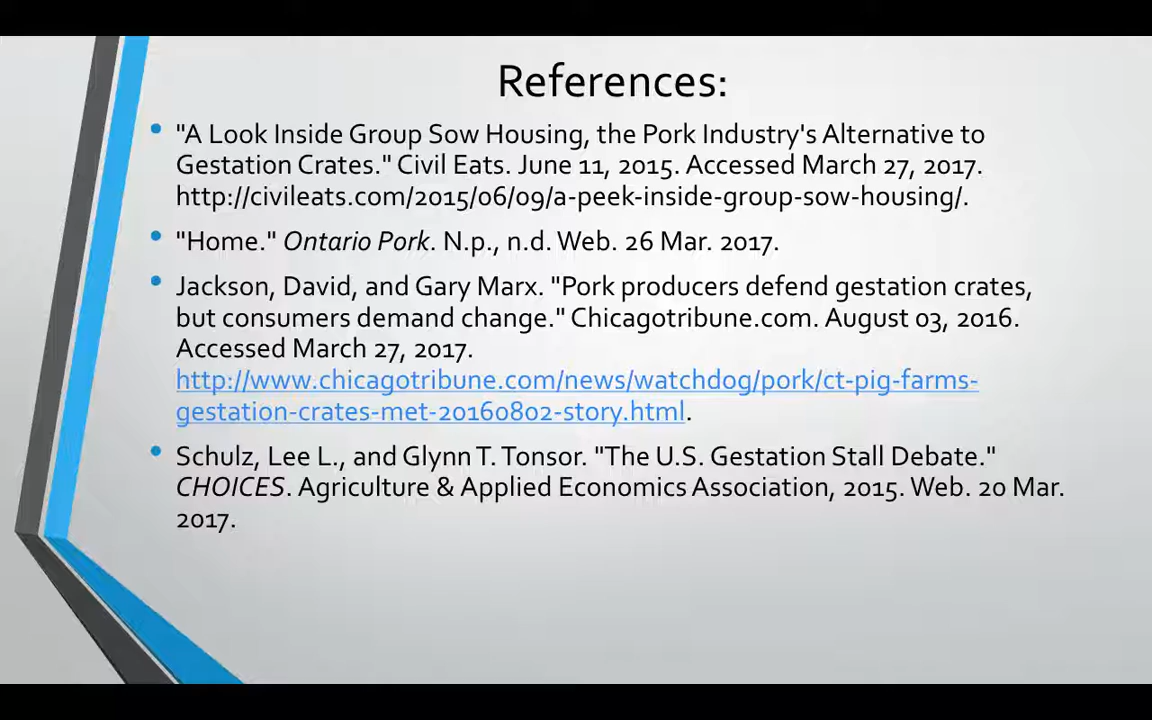 References:
• "A Look Inside Group Sow Housing, the Pork Industry's Alternative to
Gestation Crates." Civil Eats. June 11, 2015. Accessed March 27, 2017.
http://civileats.com/2015/06/09/a-peek-inside-group-sow-housing/.
• "Home." Ontario Pork. N.p., n.d. Web. 26 Mar. 2017.
• Jackson, David, and Gary Marx. "Pork producers defend gestation crates,
but consumers demand change." Chicagotribune.com. August 03, 2016.
Accessed March 27, 2017.
http://www.chicagotribune.com/news/watchdog/pork/ct-pig-farms-
gestation-crates-met-20160802-story.html.
• Schulz, Lee L., and Glynn T. Tonsor. "The U.S. Gestation Stall Debate."
CHOICES. Agriculture & Applied Economics Association, 2015. Web. 20 Mar.
2017.